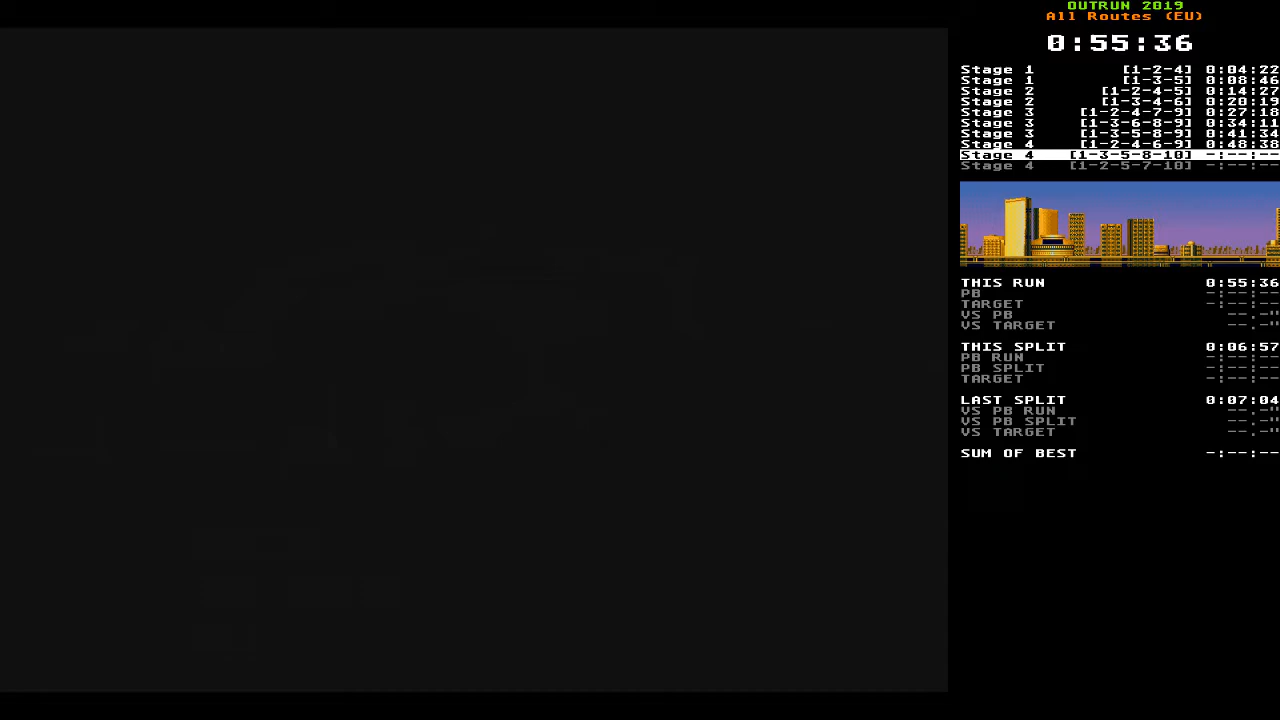 OUTRUN 2019
All Routes (EU)
0:55:36
Stage 1 [1-2-4] 0:04:22
Stage 1 [1-3-5] 0:08:46
Stage 2 [1-2-4-5] 0:14:27
Stage 2 [1-3-4-6] 0:20:19
Stage 3 [1-2-4-7-9] 0:27:18
Stage 3 [1-3-6-8-9] 0:34:11
Stage 3 [1-3-5-8-9] 0:41:34
Stage 4 [1-2-4-6-9] 0:48:38
Stage 4 [1-3-5-8-10] -:--:--
Stage 4 [1-2-5-7-10] -:--:--
THIS RUN 0:55:36
PB -:--:--
TARGET -:--:--
VS PB --.-"
VS TARGET --.-"
THIS SPLIT 0:06:57
PB RUN -:--:--
PB SPLIT -:--:--
TARGET -:--:--
LAST SPLIT 0:07:04
VS PB RUN --.-"
VS PB SPLIT --.-"
VS TARGET --.-"
SUM OF BEST -:--:--